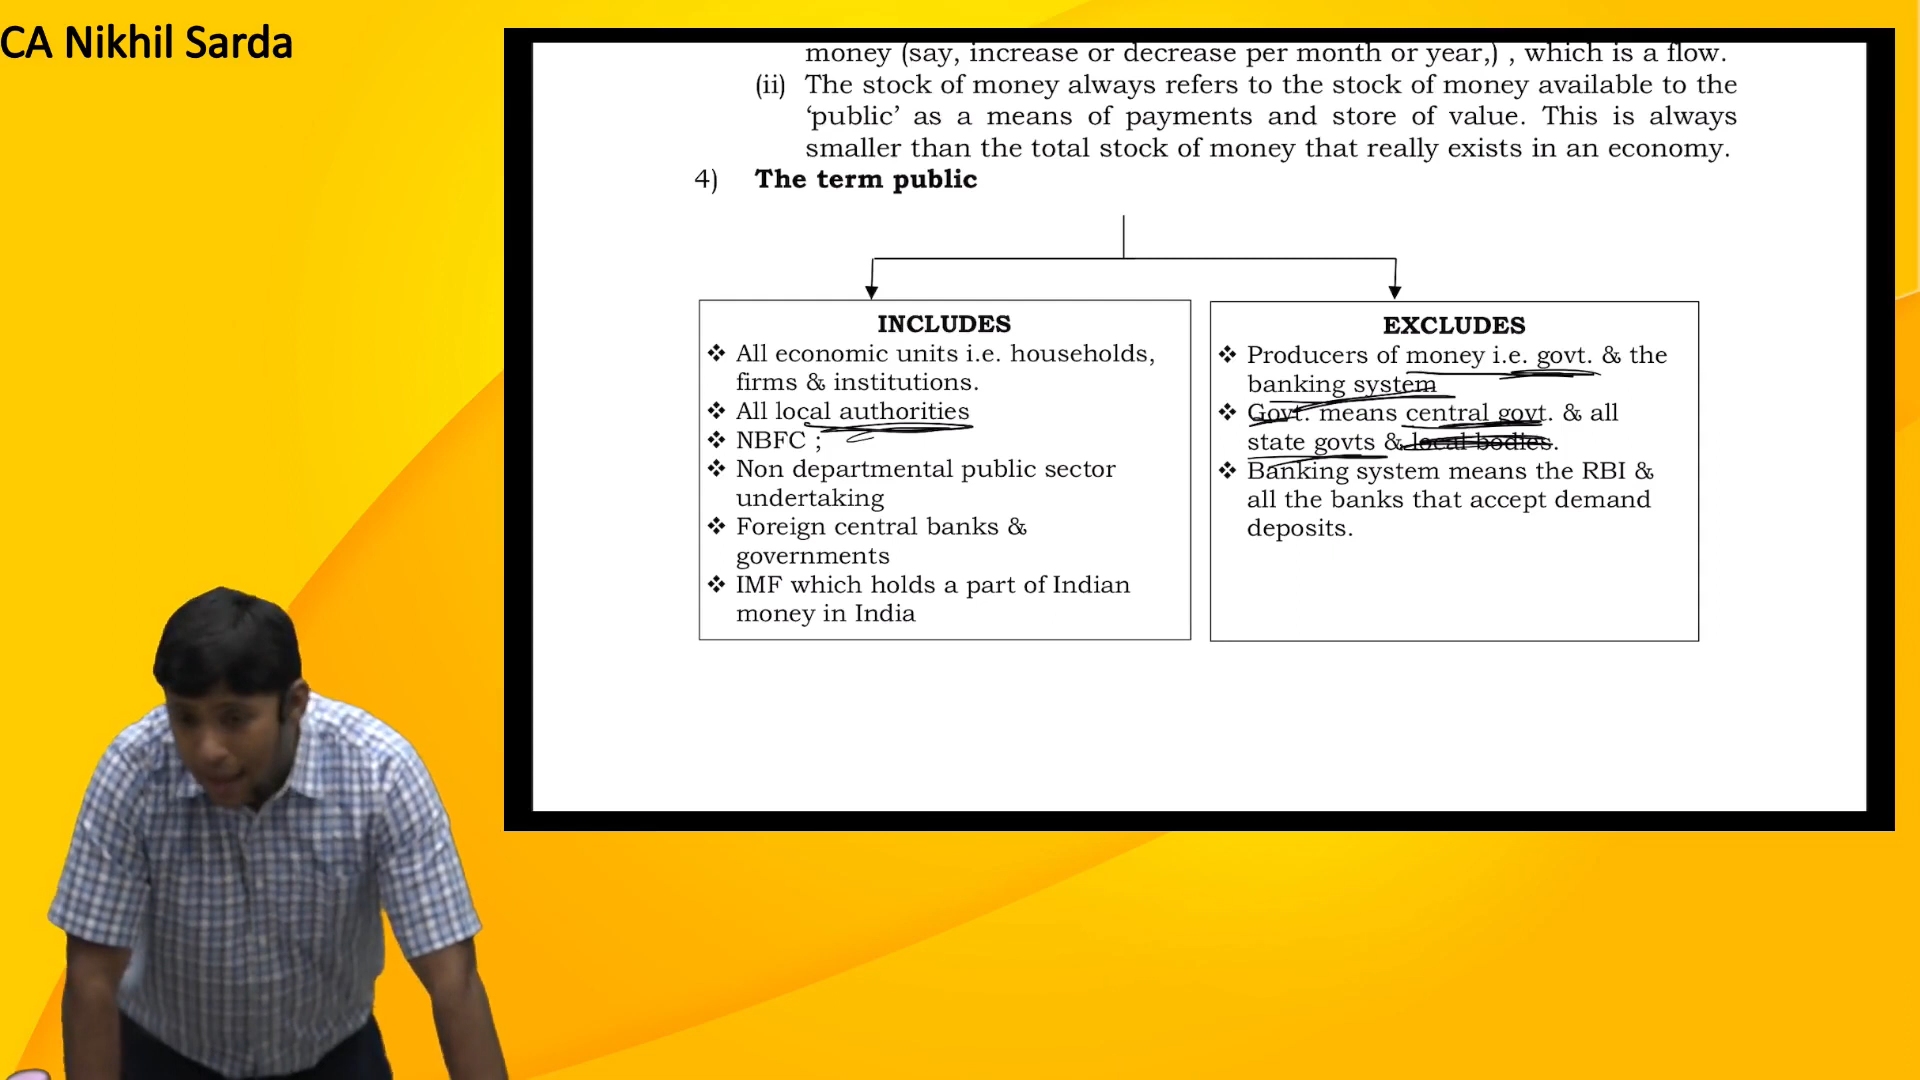 CA Nikhil Sarda
money (say, increase or decrease per month or year,) , which is a flow.
(ii) The stock of money always refers to the stock of money available to the
‘public’ as a means of payments and store of value. This is always
smaller than the total stock of money that really exists in an economy.
4) The term public
INCLUDES
❖ All economic units i.e. households,
firms & institutions.
❖ All local authorities
❖ NBFC ;
❖ Non departmental public sector
undertaking
❖ Foreign central banks &
governments
❖ IMF which holds a part of Indian
money in India
EXCLUDES
❖ Producers of money i.e. govt. & the
banking system
❖ Govt. means central govt. & all
state govts & local bodies.
❖ Banking system means the RBI &
all the banks that accept demand
deposits.